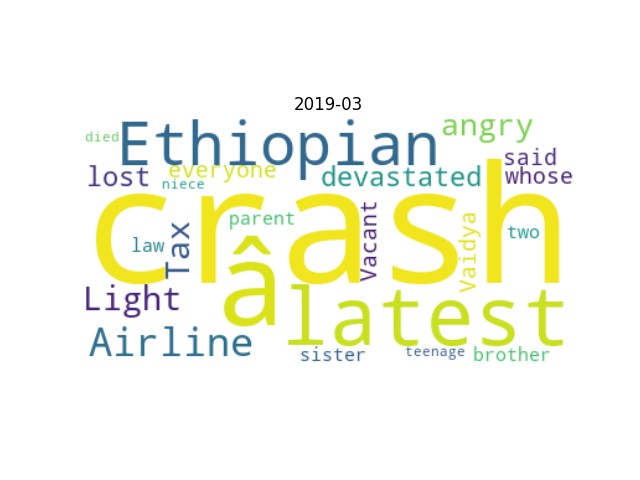 2019-03
died Ethiopian angry
lost everyone devastated said
niece whose
crash
parent Vacant Vaidya two
law Tax â
Light latest
Airline sister teenage brother